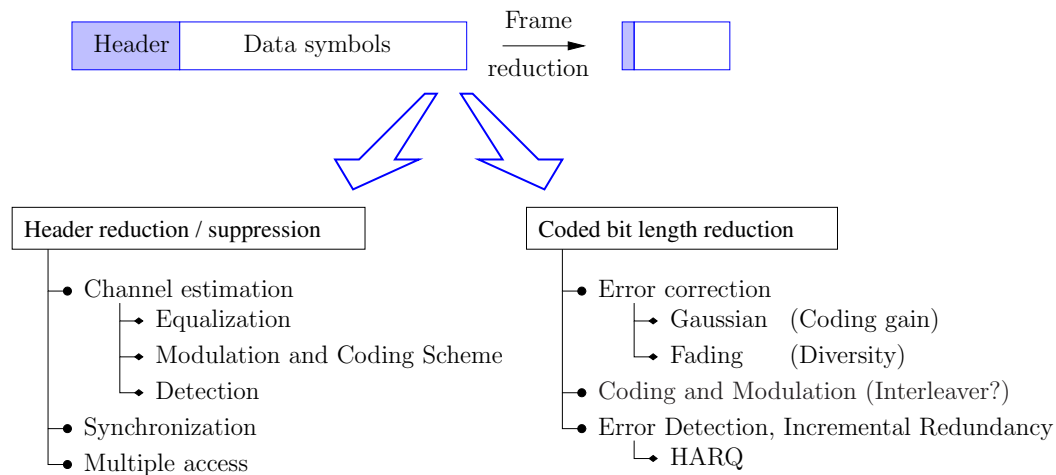 Header Data symbols
Frame
reduction
Header reduction / suppression
Channel estimation
Equalization
Modulation and Coding Scheme
Detection
Synchronization
Multiple access
Coded bit length reduction
Error correction
Gaussian (Coding gain)
Fading (Diversity)
Coding and Modulation (Interleaver?)
Error Detection, Incremental Redundancy
HARQ